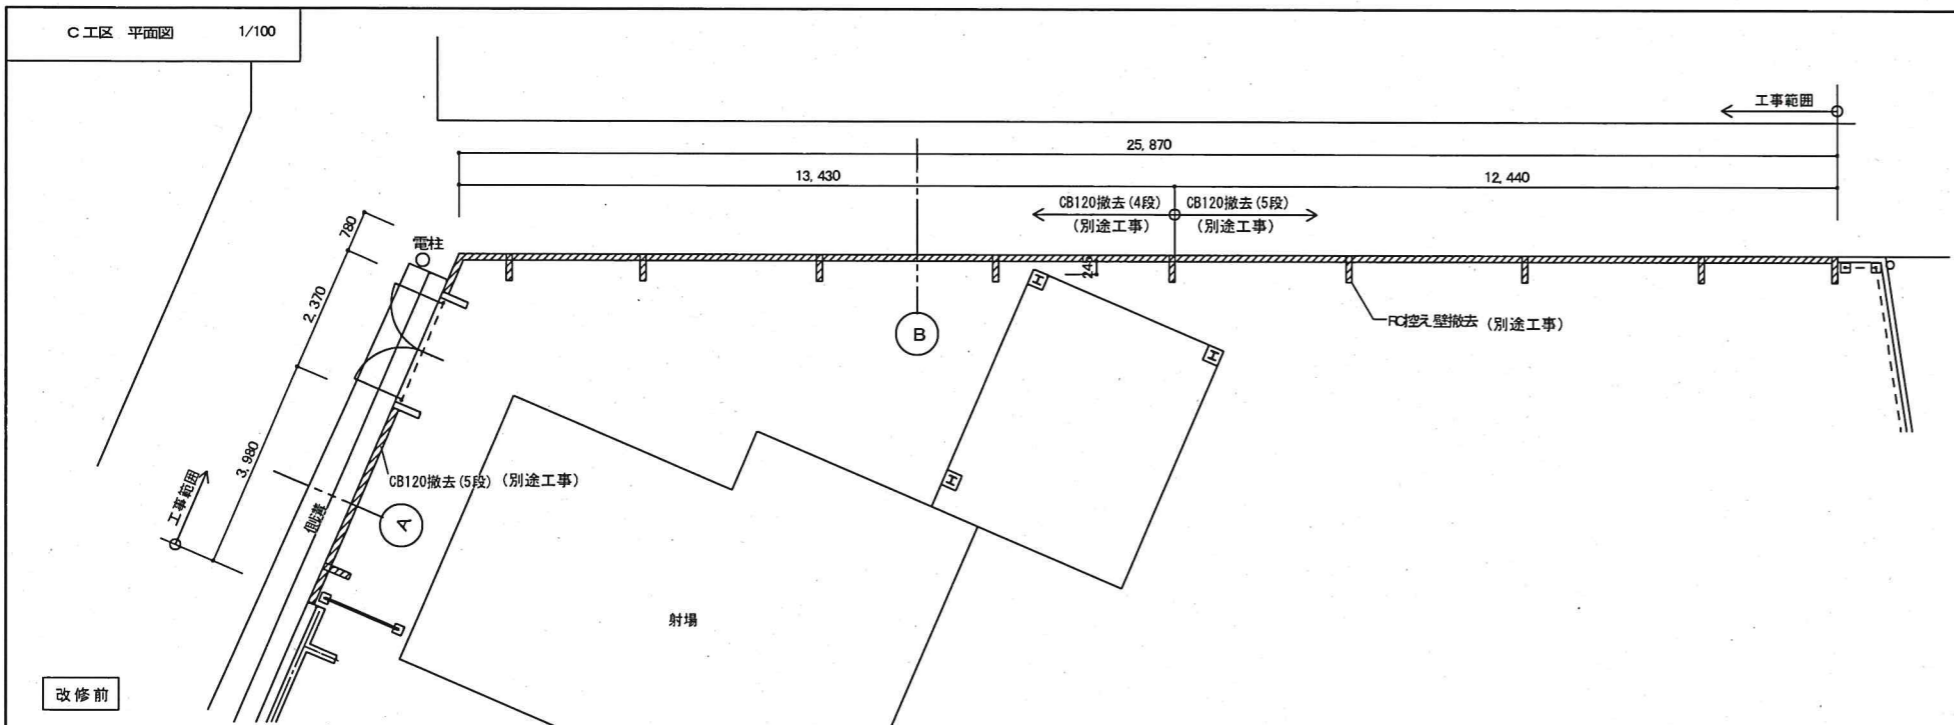 C工区 平面図 1/100
工事範囲
25,870
13,430
12,440
CB120撤去(4段)
(別途工事)
CB120撤去(5段)
(別途工事)
780
電柱
2,370
245
B
RC控え壁撤去 (別途工事)
H
H
H
3,980
CB120撤去(5段) (別途工事)
工事範囲
側溝
A
射場
改修前